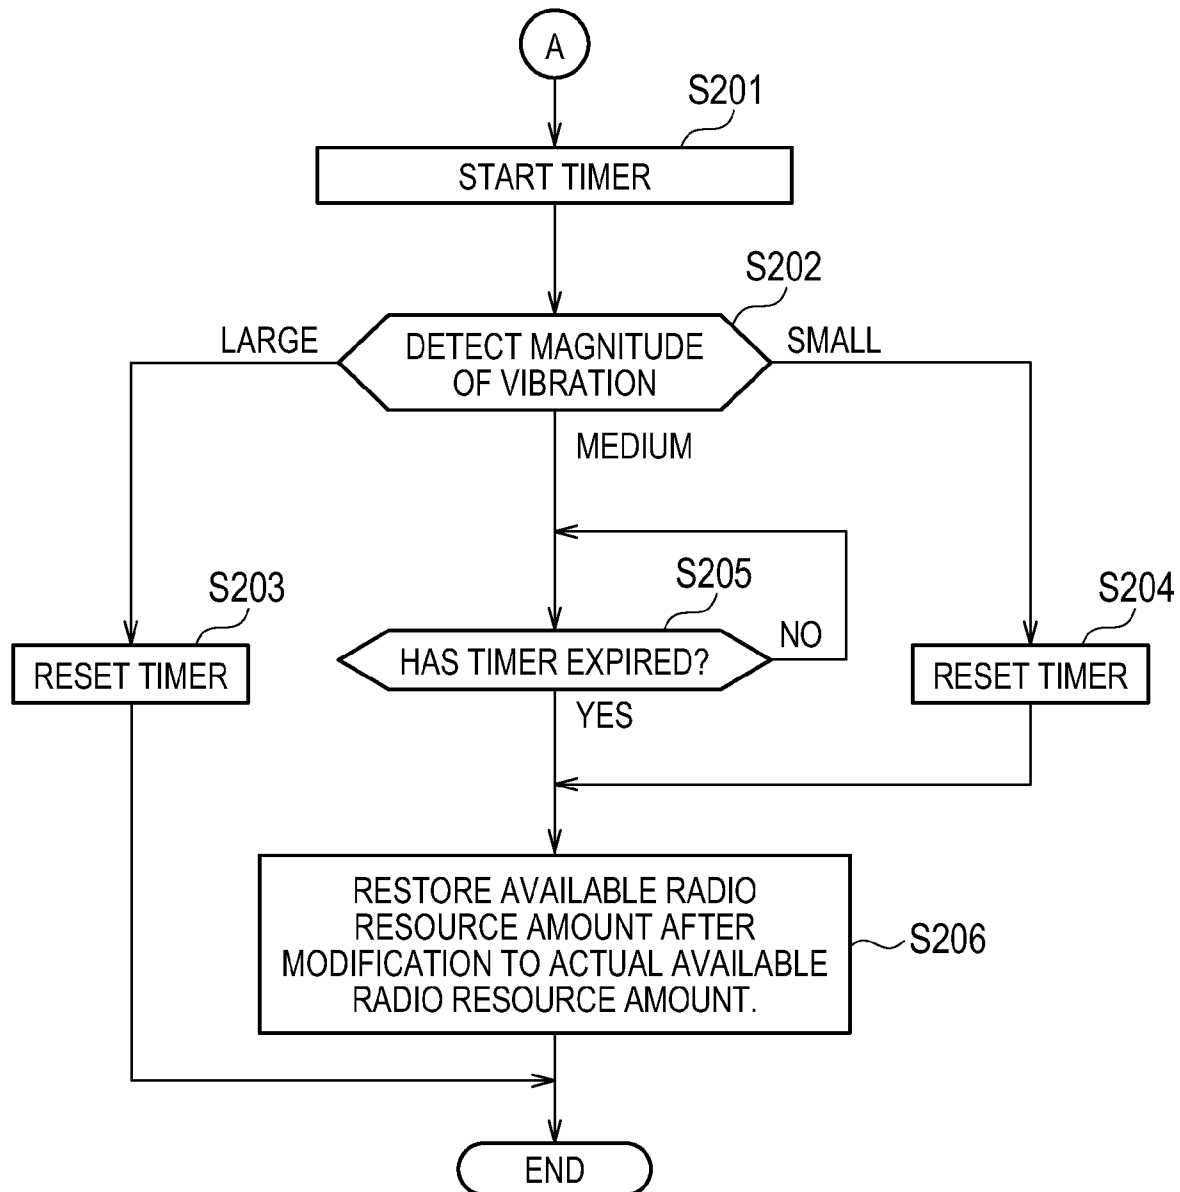 A
S201
START TIMER
S202
LARGE
DETECT MAGNITUDE
OF VIBRATION
SMALL
MEDIUM
S203
S205
S204
RESET TIMER
HAS TIMER EXPIRED?
NO
RESET TIMER
YES
RESTORE AVAILABLE RADIO
RESOURCE AMOUNT AFTER
MODIFICATION TO ACTUAL AVAILABLE
RADIO RESOURCE AMOUNT.
S206
END